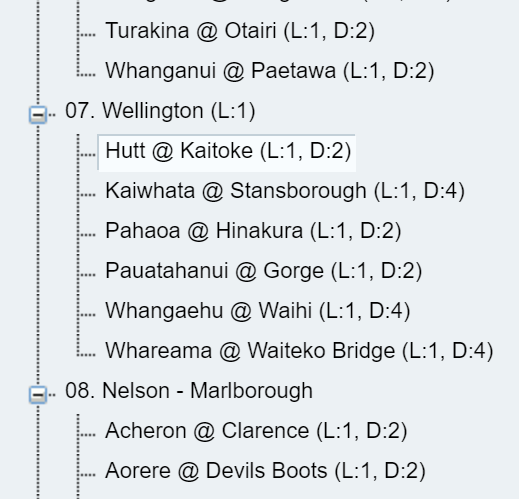 Turakina @ Otairi (L:1, D:2)
Whanganui @ Paetawa (L:1, D:2)
07. Wellington (L:1)
Hutt @ Kaitoke (L:1, D:2)
Kaiwhata @ Stansborough (L:1, D:4)
Pahaoa @ Hinakura (L:1, D:2)
Pauatahanui @ Gorge (L:1, D:2)
Whangaehu @ Waihi (L:1, D:4)
Whareama @ Waiteko Bridge (L:1, D:4)
08. Nelson - Marlborough
Acheron @ Clarence (L:1, D:2)
Aorere @ Devils Boots (L:1, D:2)